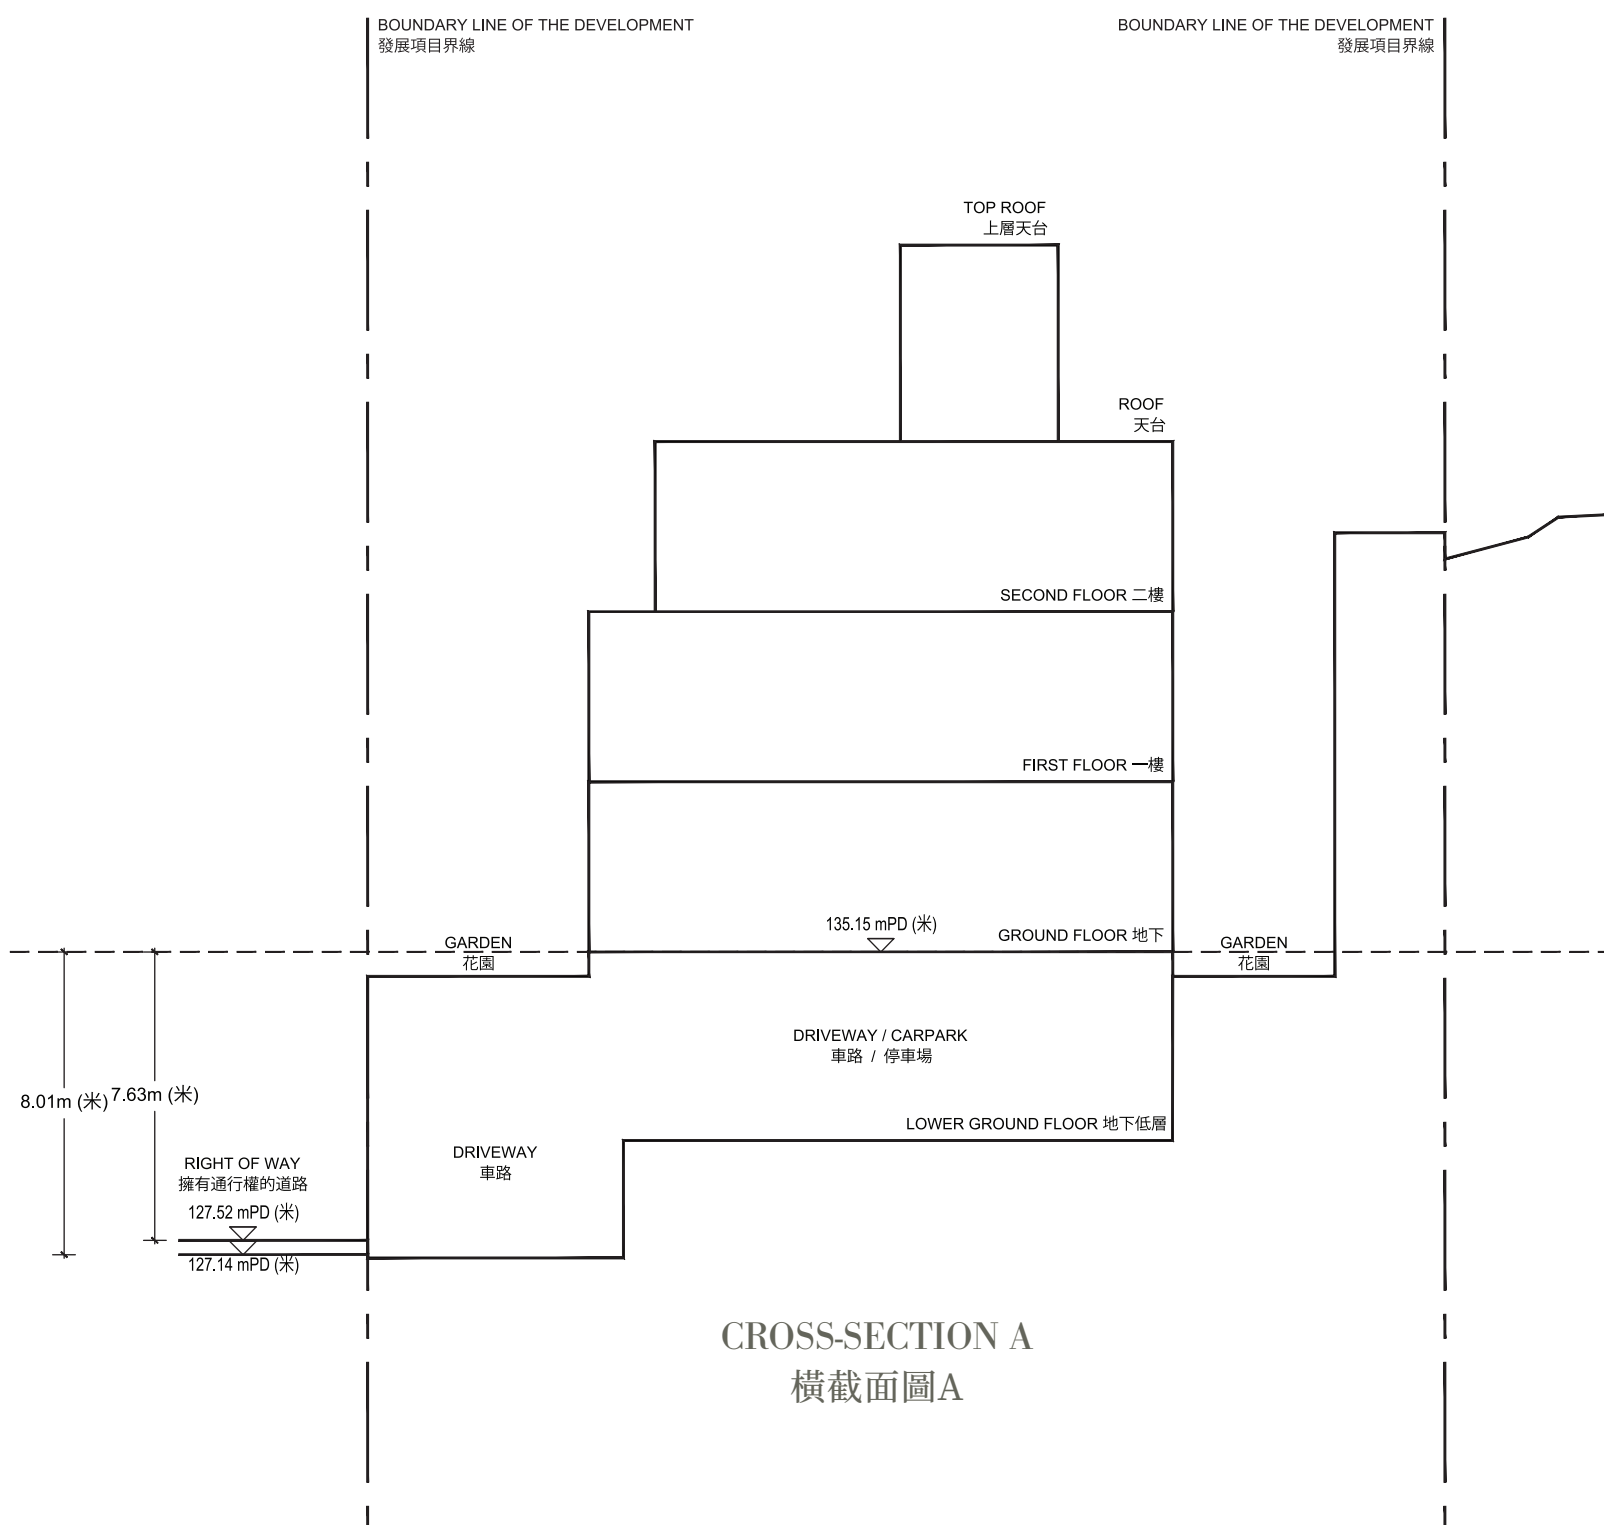 BOUNDARY LINE OF THE DEVELOPMENT
發展項目界線
BOUNDARY LINE OF THE DEVELOPMENT
發展項目界線
TOP ROOF
上層天台
ROOF
天台
SECOND FLOOR 二樓
FIRST FLOOR 一樓
135.15 mPD (米)
GROUND FLOOR 地下
GARDEN
花園
GARDEN
花園
DRIVEWAY / CARPARK
車路 / 停車場
8.01m (米)
7.63m (米)
LOWER GROUND FLOOR 地下低層
DRIVEWAY
車路
RIGHT OF WAY
擁有通行權的道路
127.52 mPD (米)
127.14 mPD (米)
CROSS-SECTION A
橫截面圖A